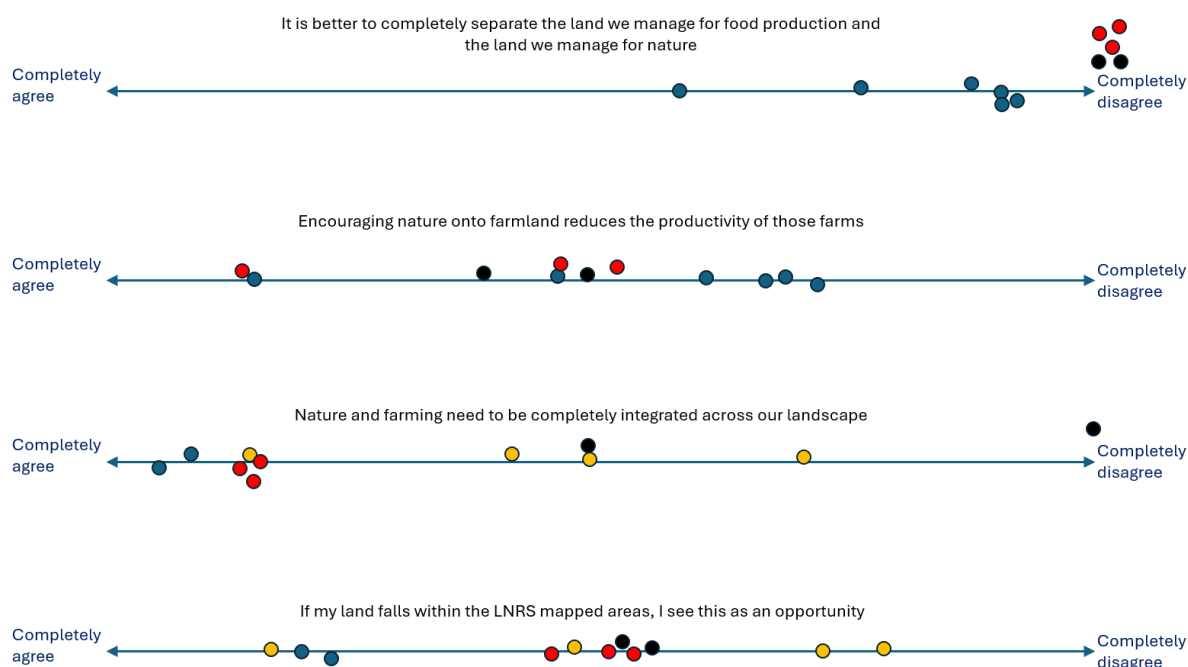 It is better to completely separate the land we manage for food production and
the land we manage for nature
Completely
agree
Completely
disagree
Encouraging nature onto farmland reduces the productivity of those farms
Completely
agree
Completely
disagree
Nature and farming need to be completely integrated across our landscape
Completely
agree
Completely
disagree
If my land falls within the LNRS mapped areas, I see this as an opportunity
Completely
agree
Completely
disagree